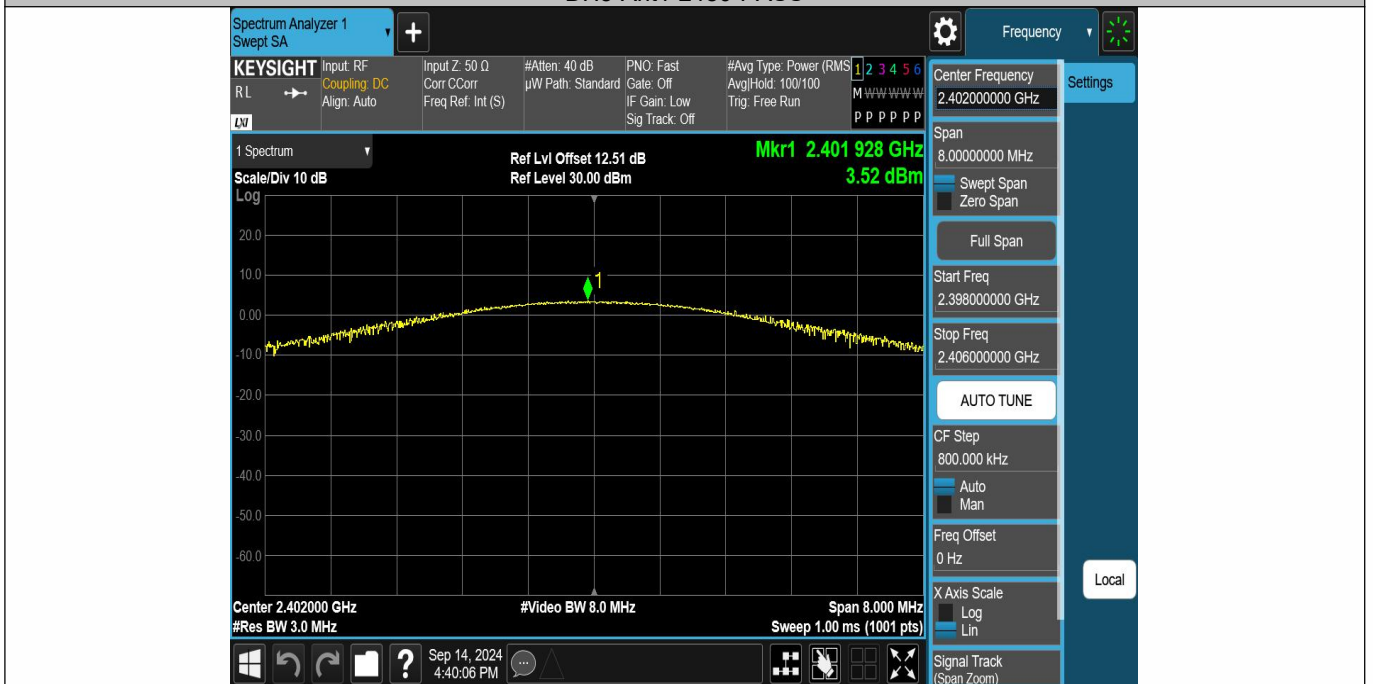 Spectrum Analyzer 1
Swept SA
Frequency
KEYSIGHT
RL
LXI
Input: RF
Coupling: DC
Align: Auto
Input Z: 50 Ω
Corr CCorr
Freq Ref: Int (S)
#Atten: 40 dB
µW Path: Standard
PNO: Fast
Gate: Off
IF Gain: Low
Sig Track: Off
#Avg Type: Power (RMS
Avg|Hold: 100/100
Trig: Free Run
1 2 3 4 5 6
M W W W W W
P P P P P P
1 Spectrum
Scale/Div 10 dB
Log
Ref Lvl Offset 12.51 dB
Ref Level 30.00 dBm
Mkr1 2.401 928 GHz
3.52 dBm
20.0
10.0
1
0.00
-10.0
-20.0
-30.0
-40.0
-50.0
-60.0
Center 2.402000 GHz
#Res BW 3.0 MHz
#Video BW 8.0 MHz
Span 8.000 MHz
Sweep 1.00 ms (1001 pts)
Center Frequency
2.402000000 GHz
Settings
Span
8.00000000 MHz
Swept Span
Zero Span
Full Span
Start Freq
2.398000000 GHz
Stop Freq
2.406000000 GHz
AUTO TUNE
CF Step
800.000 kHz
Auto
Man
Freq Offset
0 Hz
Local
X Axis Scale
Log
Lin
Signal Track
(Span Zoom)
?
Sep 14, 2024
4:40:06 PM